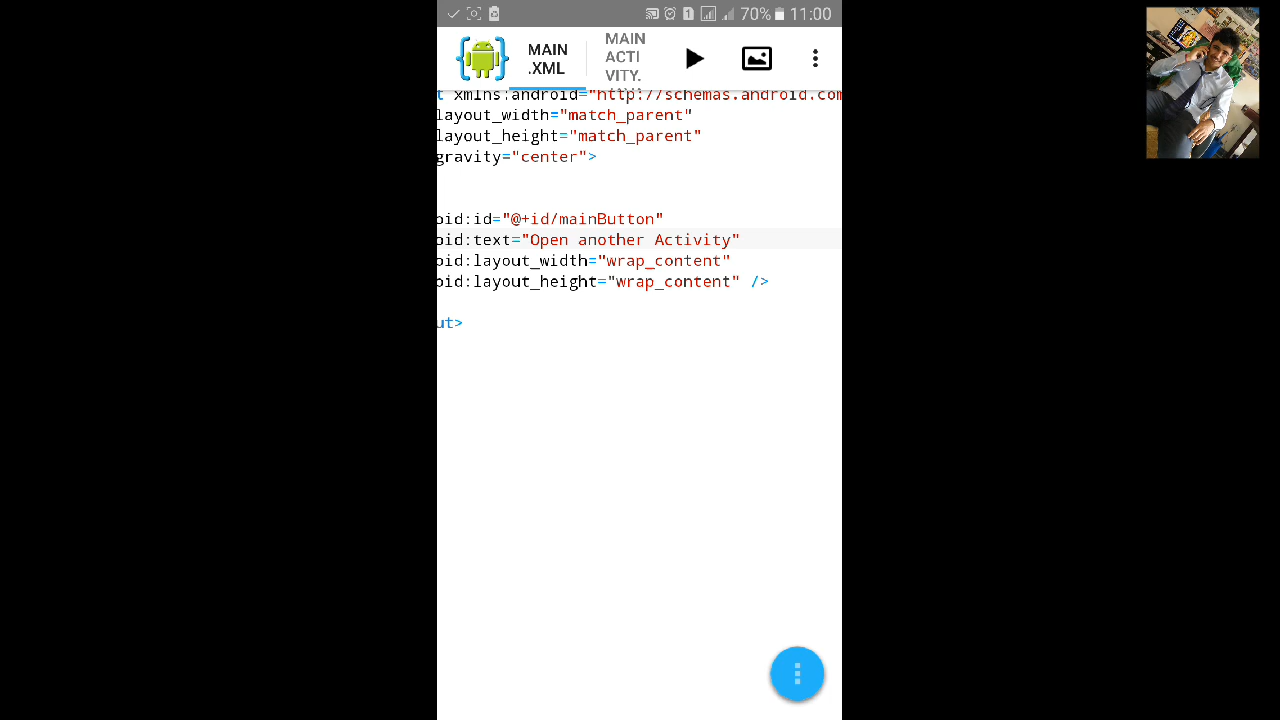 70% 11:00
MAIN
.XML
MAIN
ACTI
VITY.
t xmlns:android="http://schemas.android.com
layout_width="match_parent"
layout_height="match_parent"
gravity="center">
oid:id="@+id/mainButton"
oid:text="Open another Activity"
oid:layout_width="wrap_content"
oid:layout_height="wrap_content" />
ut>